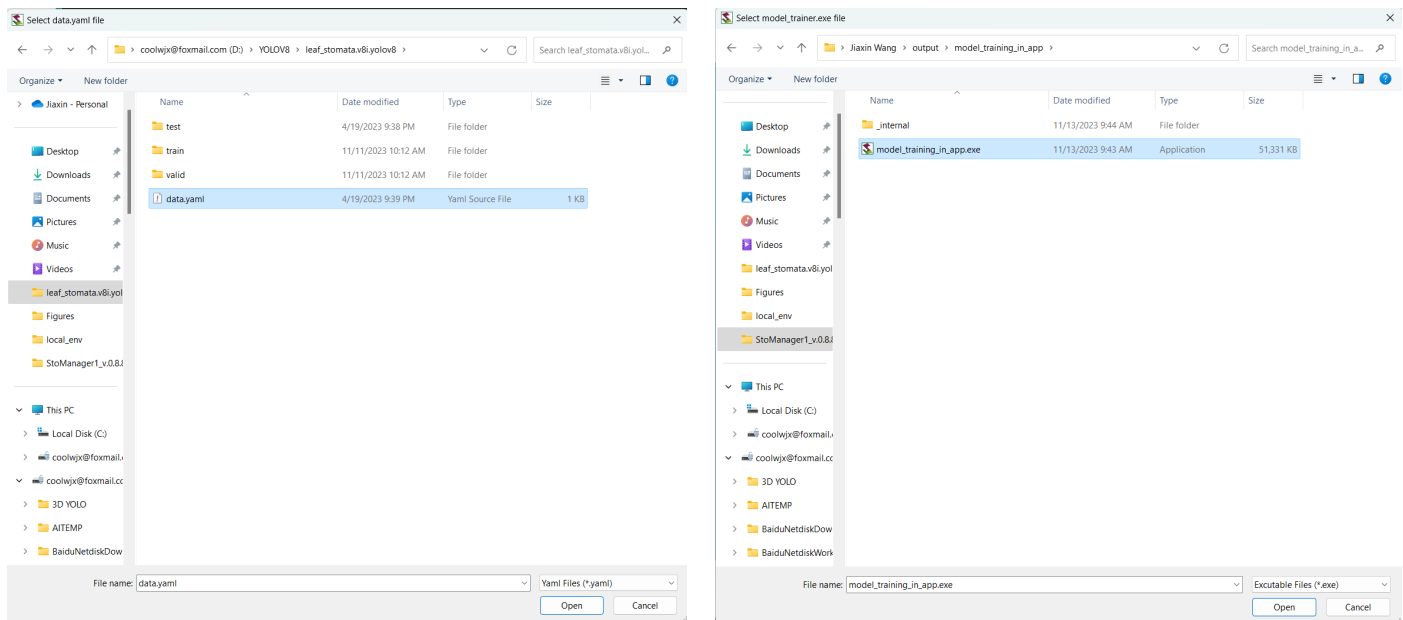 Select data.yaml file
coolwjx@foxmail.com (D:) > YOLOV8 > leaf_stomata.v8i.yolov8 >
Search leaf_stomata.v8i.yol...
Organize
New folder
Jiaxin - Personal
Desktop
Downloads
Documents
Pictures
Music
Videos
leaf_stomata.v8i.yol
Figures
local_env
StoManager1_v.0.8.8
This PC
Local Disk (C:)
coolwjx@foxmail.
coolwjx@foxmail.cc
3D YOLO
AITEMP
BaiduNetdiskDow
Name Date modified Type Size
test 4/19/2023 9:38 PM File folder
train 11/11/2023 10:12 AM File folder
valid 11/11/2023 10:12 AM File folder
data.yaml 4/19/2023 9:39 PM Yaml Source File 1 KB
File name: data.yaml Yaml Files (*.yaml)
Open Cancel
Select model_trainer.exe file
Jiaxin Wang > output > model_training_in_app >
Search model_training_in_a...
Organize
New folder
Desktop
Downloads
Documents
Pictures
Music
Videos
leaf_stomata.v8i.yol
Figures
local_env
StoManager1_v.0.8.8
This PC
Local Disk (C:)
coolwjx@foxmail.
coolwjx@foxmail.cc
3D YOLO
AITEMP
BaiduNetdiskDow
BaiduNetdiskWork
Name Date modified Type Size
_internal 11/13/2023 9:44 AM File folder
model_training_in_app.exe 11/13/2023 9:43 AM Application 51,331 KB
File name: model_training_in_app.exe Excutable Files (*.exe)
Open Cancel